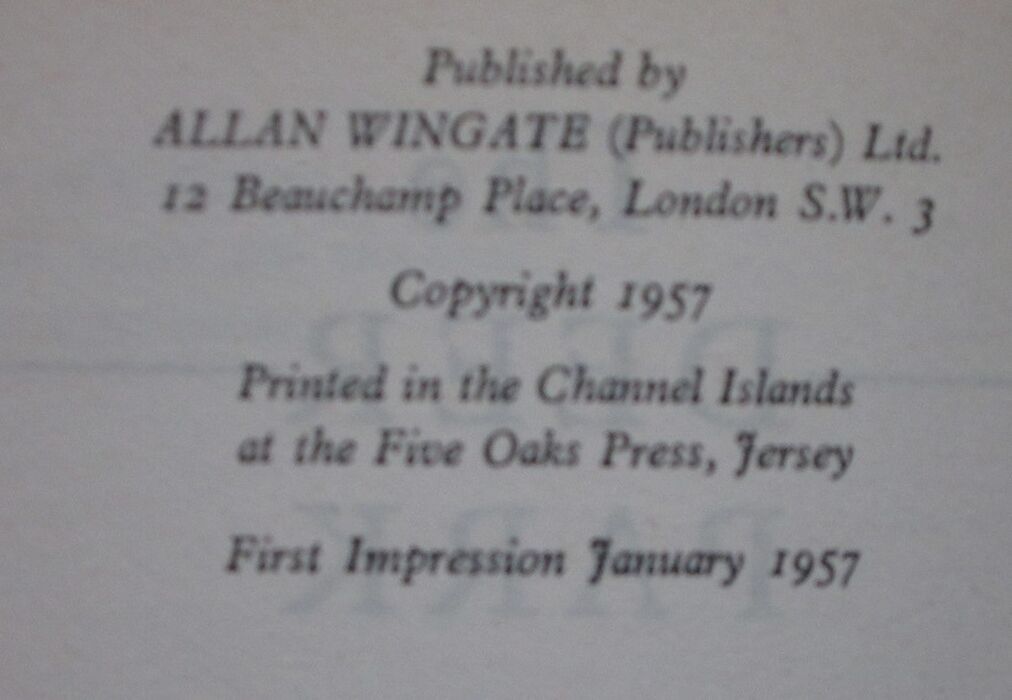 Published by
ALLAN WINGATE (Publishers) Ltd.
12 Beauchamp Place, London S.W. 3
Copyright 1957
Printed in the Channel Islands
at the Five Oaks Press, Jersey
First Impression January 1957